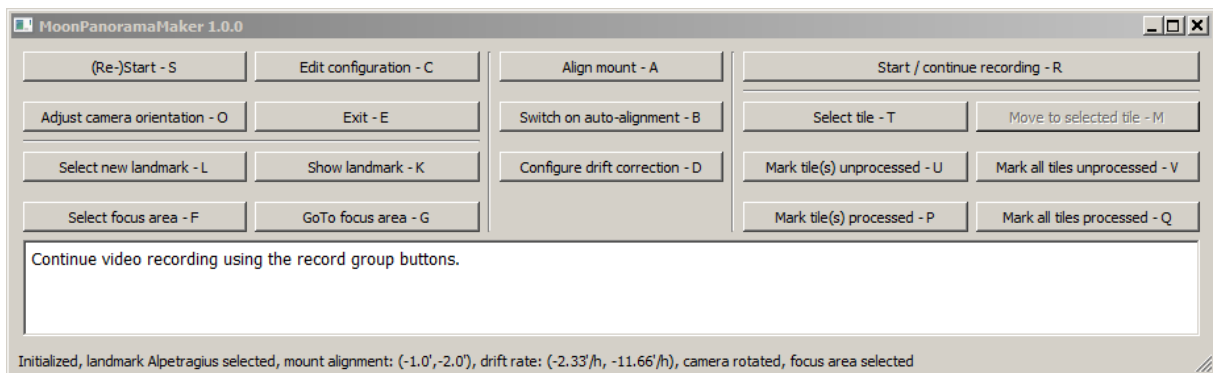 MoonPanoramaMaker 1.0.0
(Re-)Start - S
Edit configuration - C
Align mount - A
Start / continue recording - R
Adjust camera orientation - O
Exit - E
Switch on auto-alignment - B
Select tile - T
Move to selected tile - M
Select new landmark - L
Show landmark - K
Configure drift correction - D
Mark tile(s) unprocessed - U
Mark all tiles unprocessed - V
Select focus area - F
GoTo focus area - G
Mark tile(s) processed - P
Mark all tiles processed - Q
Continue video recording using the record group buttons.
Initialized, landmark Alpetragius selected, mount alignment: (-1.0',-2.0'), drift rate: (-2.33'/h, -11.66'/h), camera rotated, focus area selected